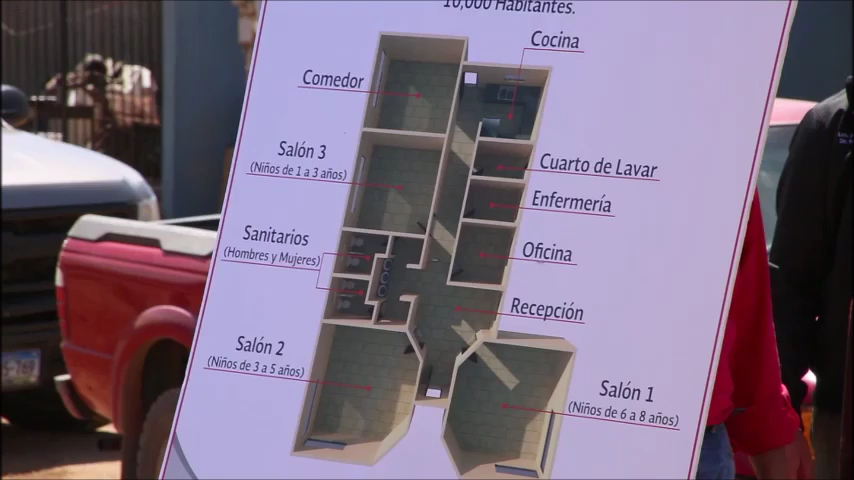 10,000 Habitantes.
Cocina
Comedor
Salón 3
(Niños de 1 a 3 años)
Cuarto de Lavar
Enfermería
Sanitarios
(Hombres y Mujeres)
Oficina
Recepción
Salón 2
(Niños de 3 a 5 años)
Salón 1
(Niños de 6 a 8 años)